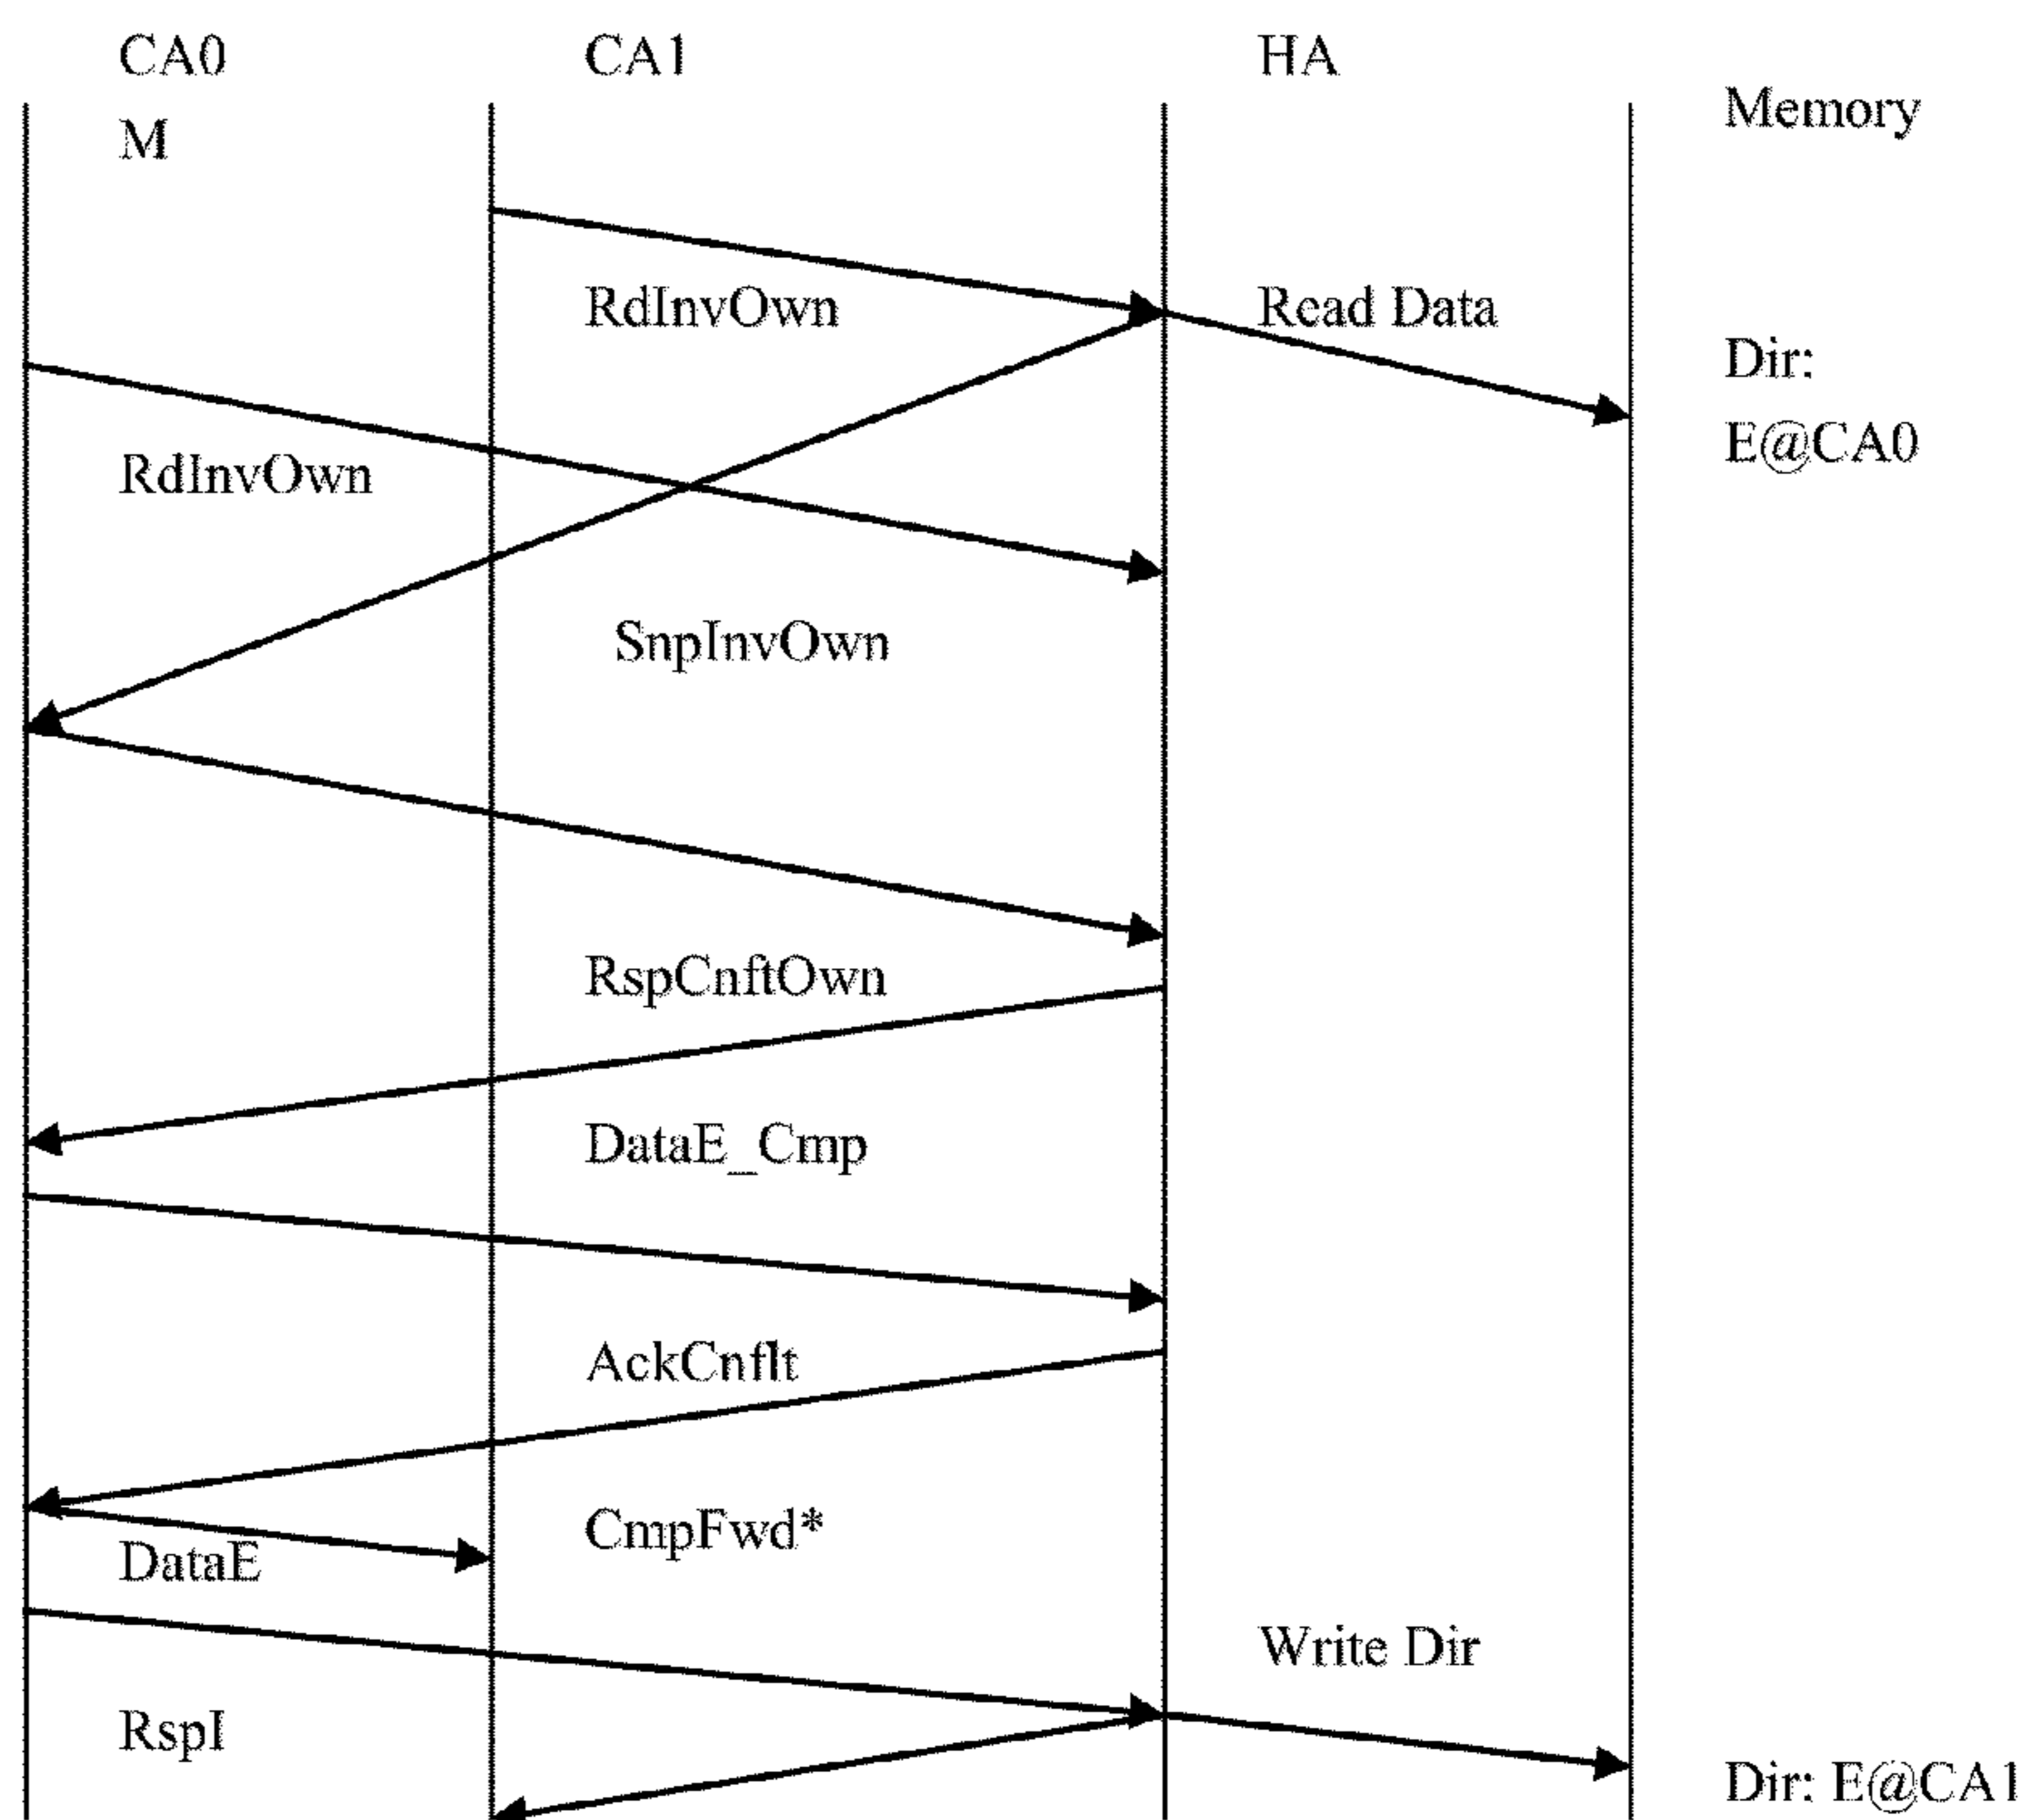 CA0
CA1
HA
Memory
M
RdInvOwn
Read Data
Dir:
E@CA0
RdInvOwn
SnpInvOwn
RspCnftOwn
DataE_Cmp
AckCnflt
CmpFwd*
DataE
Write Dir
RspI
Dir: E@CA1